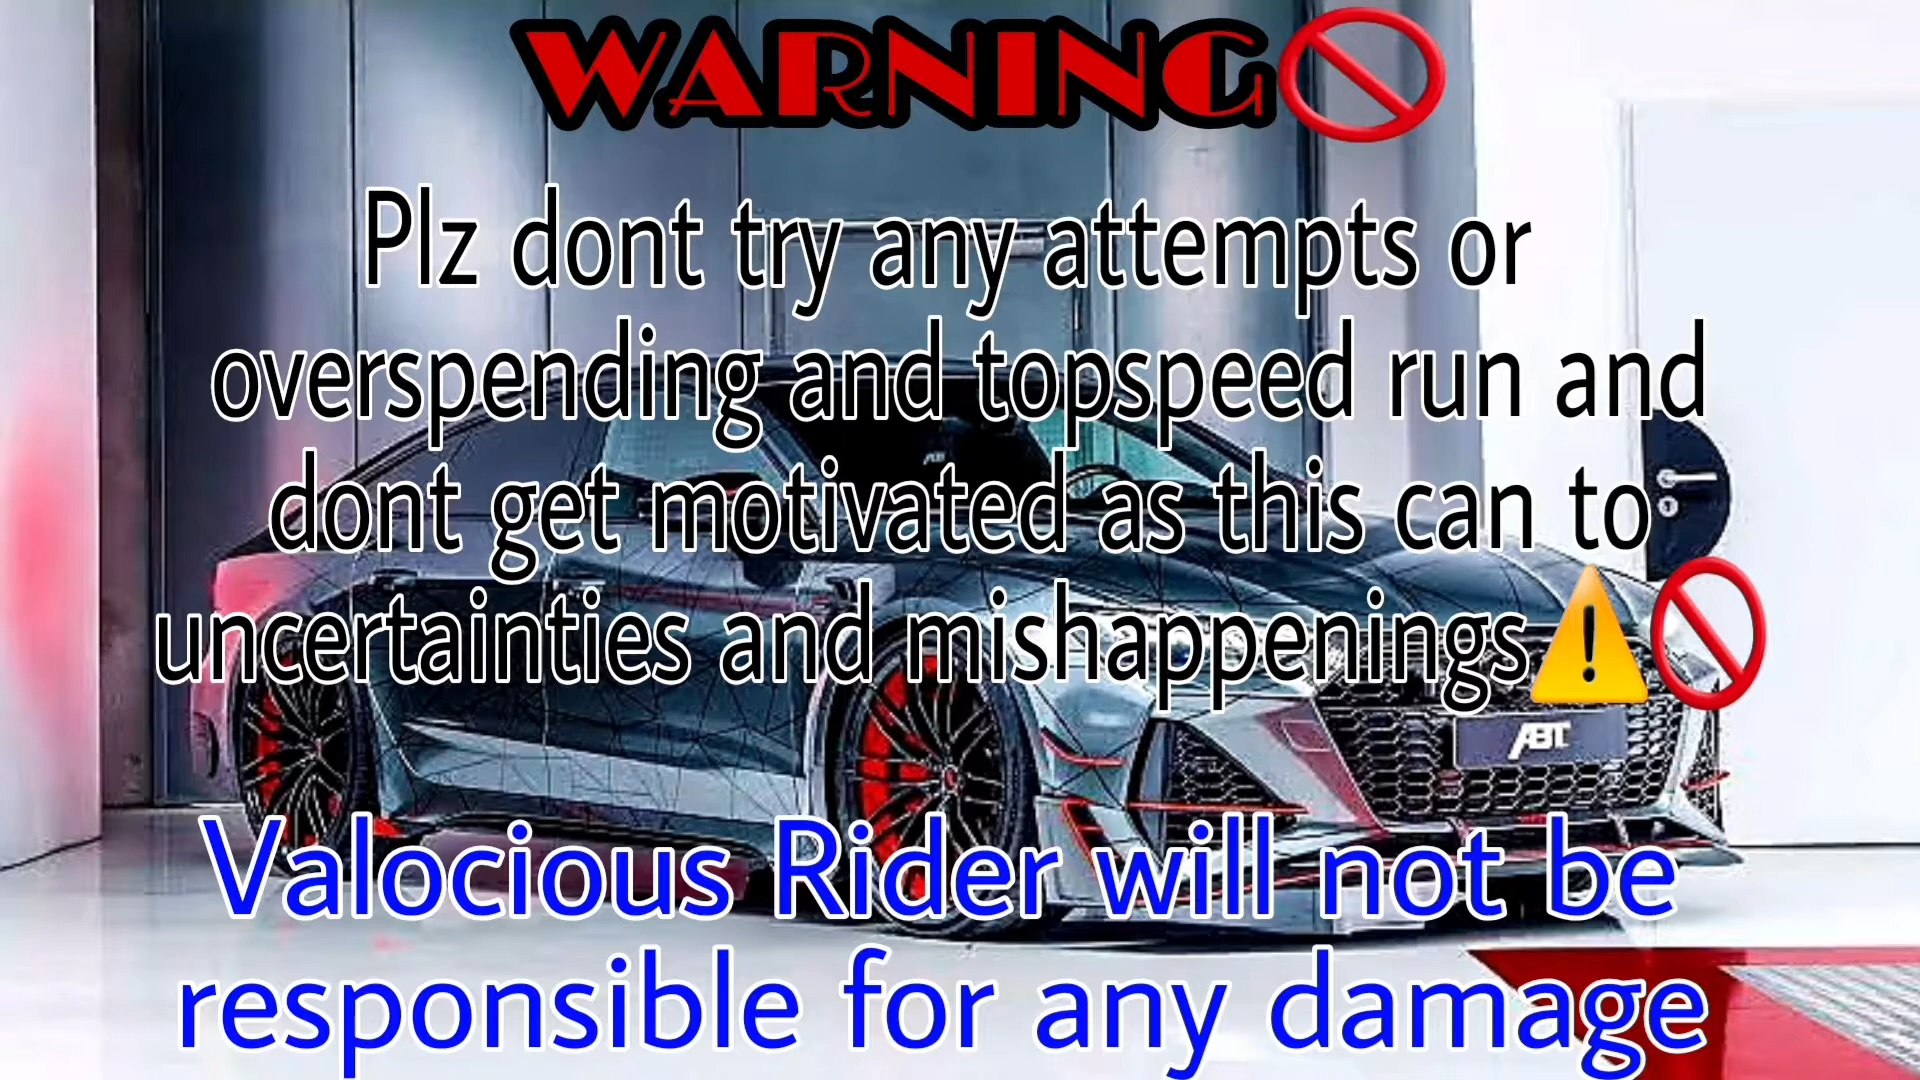 WARNING🚫
Plz dont try any attempts or
overspending and topspeed run and
dont get motivated as this can to
uncertainties and mishappenings⚠️🚫
ABT
Valocious Rider will not be
responsible for any damage